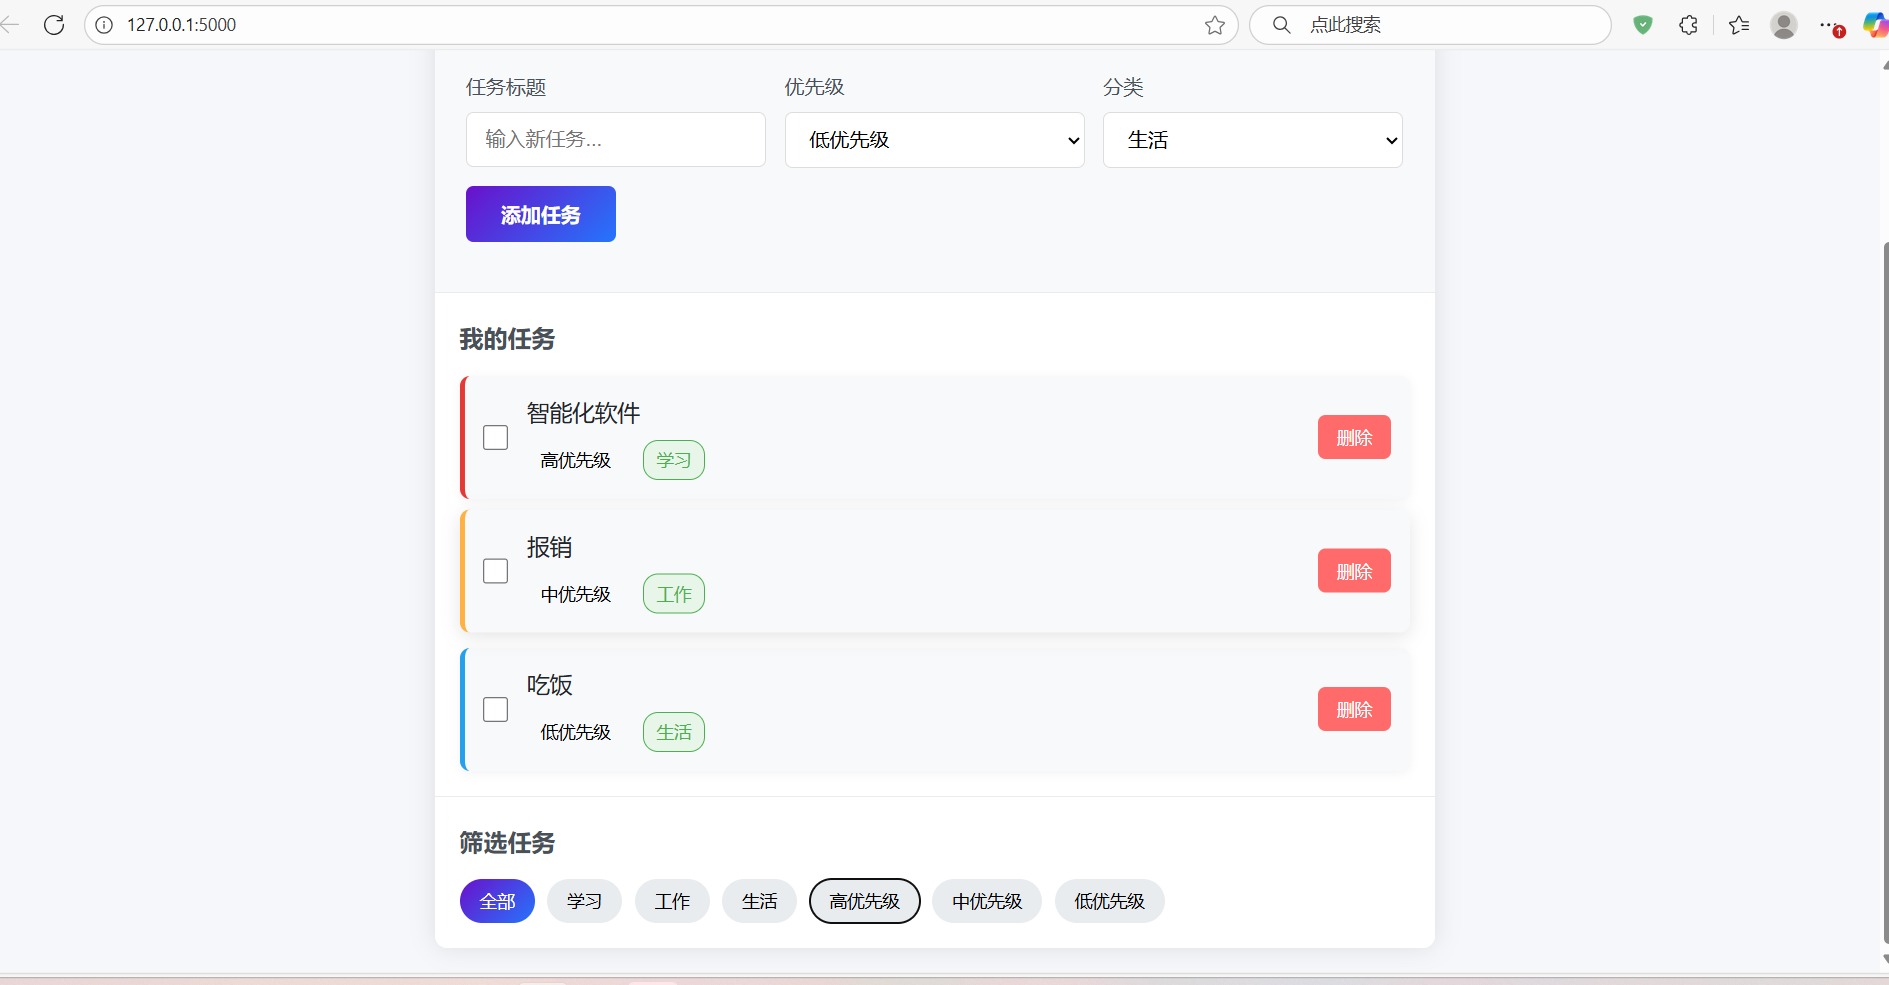 127.0.0.1:5000
点此搜索
任务标题
优先级
分类
输入新任务...
低优先级
生活
添加任务
我的任务
智能化软件
高优先级
学习
删除
报销
中优先级
工作
删除
吃饭
低优先级
生活
删除
筛选任务
全部
学习
工作
生活
高优先级
中优先级
低优先级